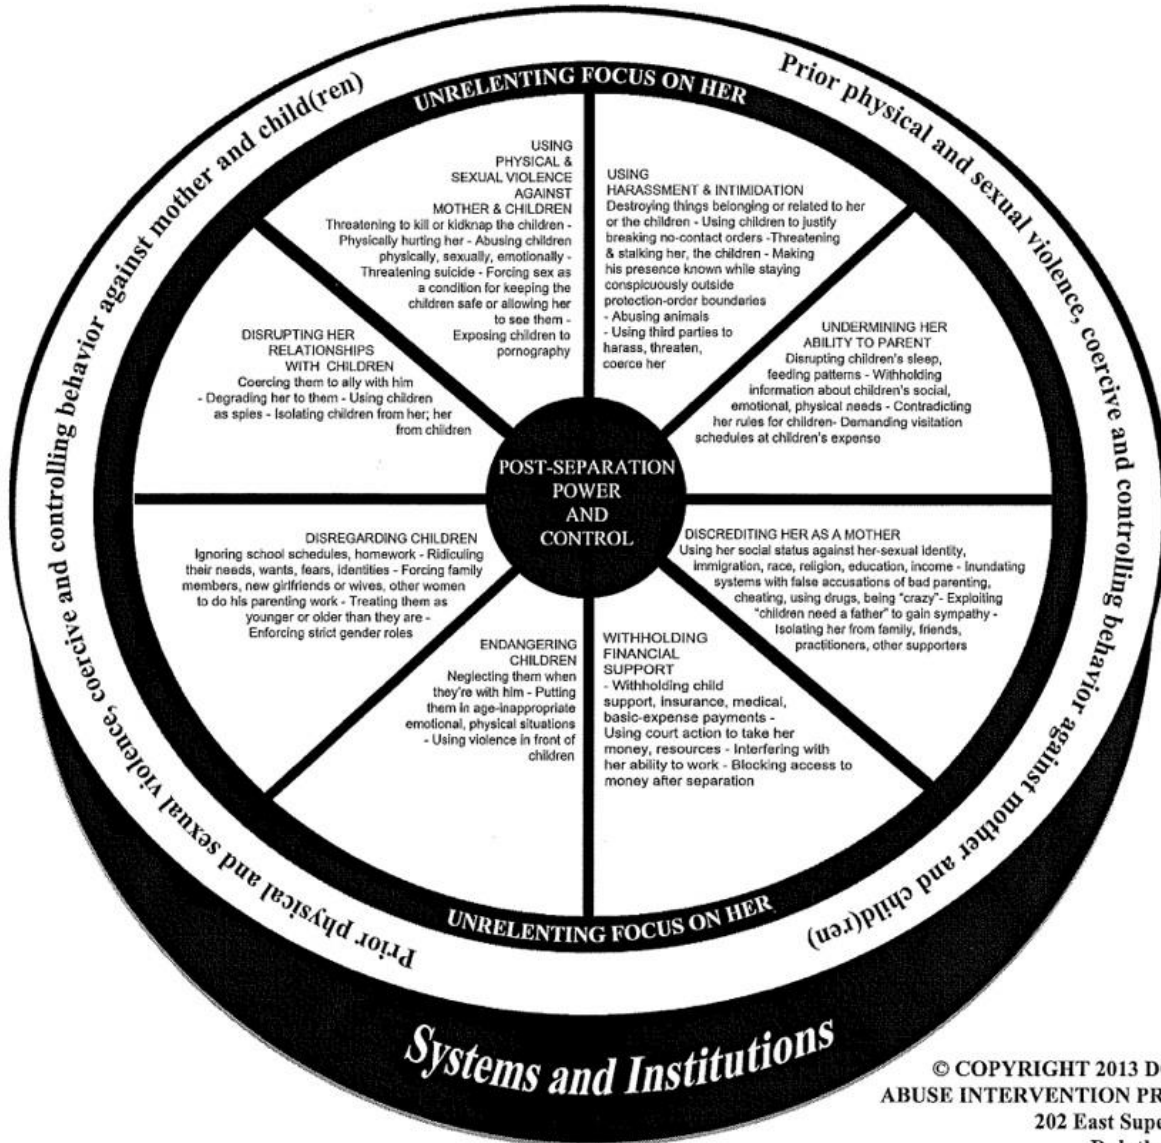 Prior physical and sexual violence, coercive and controlling behavior against mother and child(ren)
Prior physical and sexual violence, coercive and controlling behavior against mother and child(ren)
UNRELENTING FOCUS ON HER
USING
PHYSICAL &
SEXUAL VIOLENCE
AGAINST
MOTHER & CHILDREN
Threatening to kill or kidknap the children -
Physically hurting her - Abusing children
physically, sexually, emotionally -
Threatening suicide - Forcing sex as
a condition for keeping the
children safe or allowing her
to see them -
Exposing children to
pornography
USING
HARASSMENT & INTIMIDATION
Destroying things belonging or related to her
or the children - Using children to justify
breaking no-contact orders -Threatening
& stalking her, the children - Making
his presence known while staying
conspicuously outside
protection-order boundaries
- Abusing animals
- Using third parties to
harass, threaten,
coerce her
UNDERMINING HER
ABILITY TO PARENT
Disrupting children's sleep,
feeding patterns - Withholding
information about children's social,
emotional, physical needs - Contradicting
her rules for children- Demanding visitation
schedules at children's expense
DISCREDITING HER AS A MOTHER
Using her social status against her-sexual identity,
immigration, race, religion, education, income - Inundating
systems with false accusations of bad parenting,
cheating, using drugs, being "crazy"- Exploiting
"children need a father" to gain sympathy -
Isolating her from family, friends,
practitioners, other supporters
WITHHOLDING
FINANCIAL
SUPPORT
- Withholding child
support, insurance, medical,
basic-expense payments -
Using court action to take her
money, resources - Interfering with
her ability to work - Blocking access to
money after separation
ENDANGERING
CHILDREN
Neglecting them when
they're with him - Putting
them in age-inappropriate
emotional, physical situations
- Using violence in front of
children
DISREGARDING CHILDREN
Ignoring school schedules, homework - Ridiculing
their needs, wants, fears, identities - Forcing family
members, new girlfriends or wives, other women
to do his parenting work - Treating them as
younger or older than they are -
Enforcing strict gender roles
DISRUPTING HER
RELATIONSHIPS
WITH CHILDREN
Coercing them to ally with him
- Degrading her to them - Using children
as spies - Isolating children from her; her
from children
POST-SEPARATION
POWER
AND
CONTROL
UNRELENTING FOCUS ON HER
Systems and Institutions
© COPYRIGHT 2013
ABUSE INTERVENTION
202 East